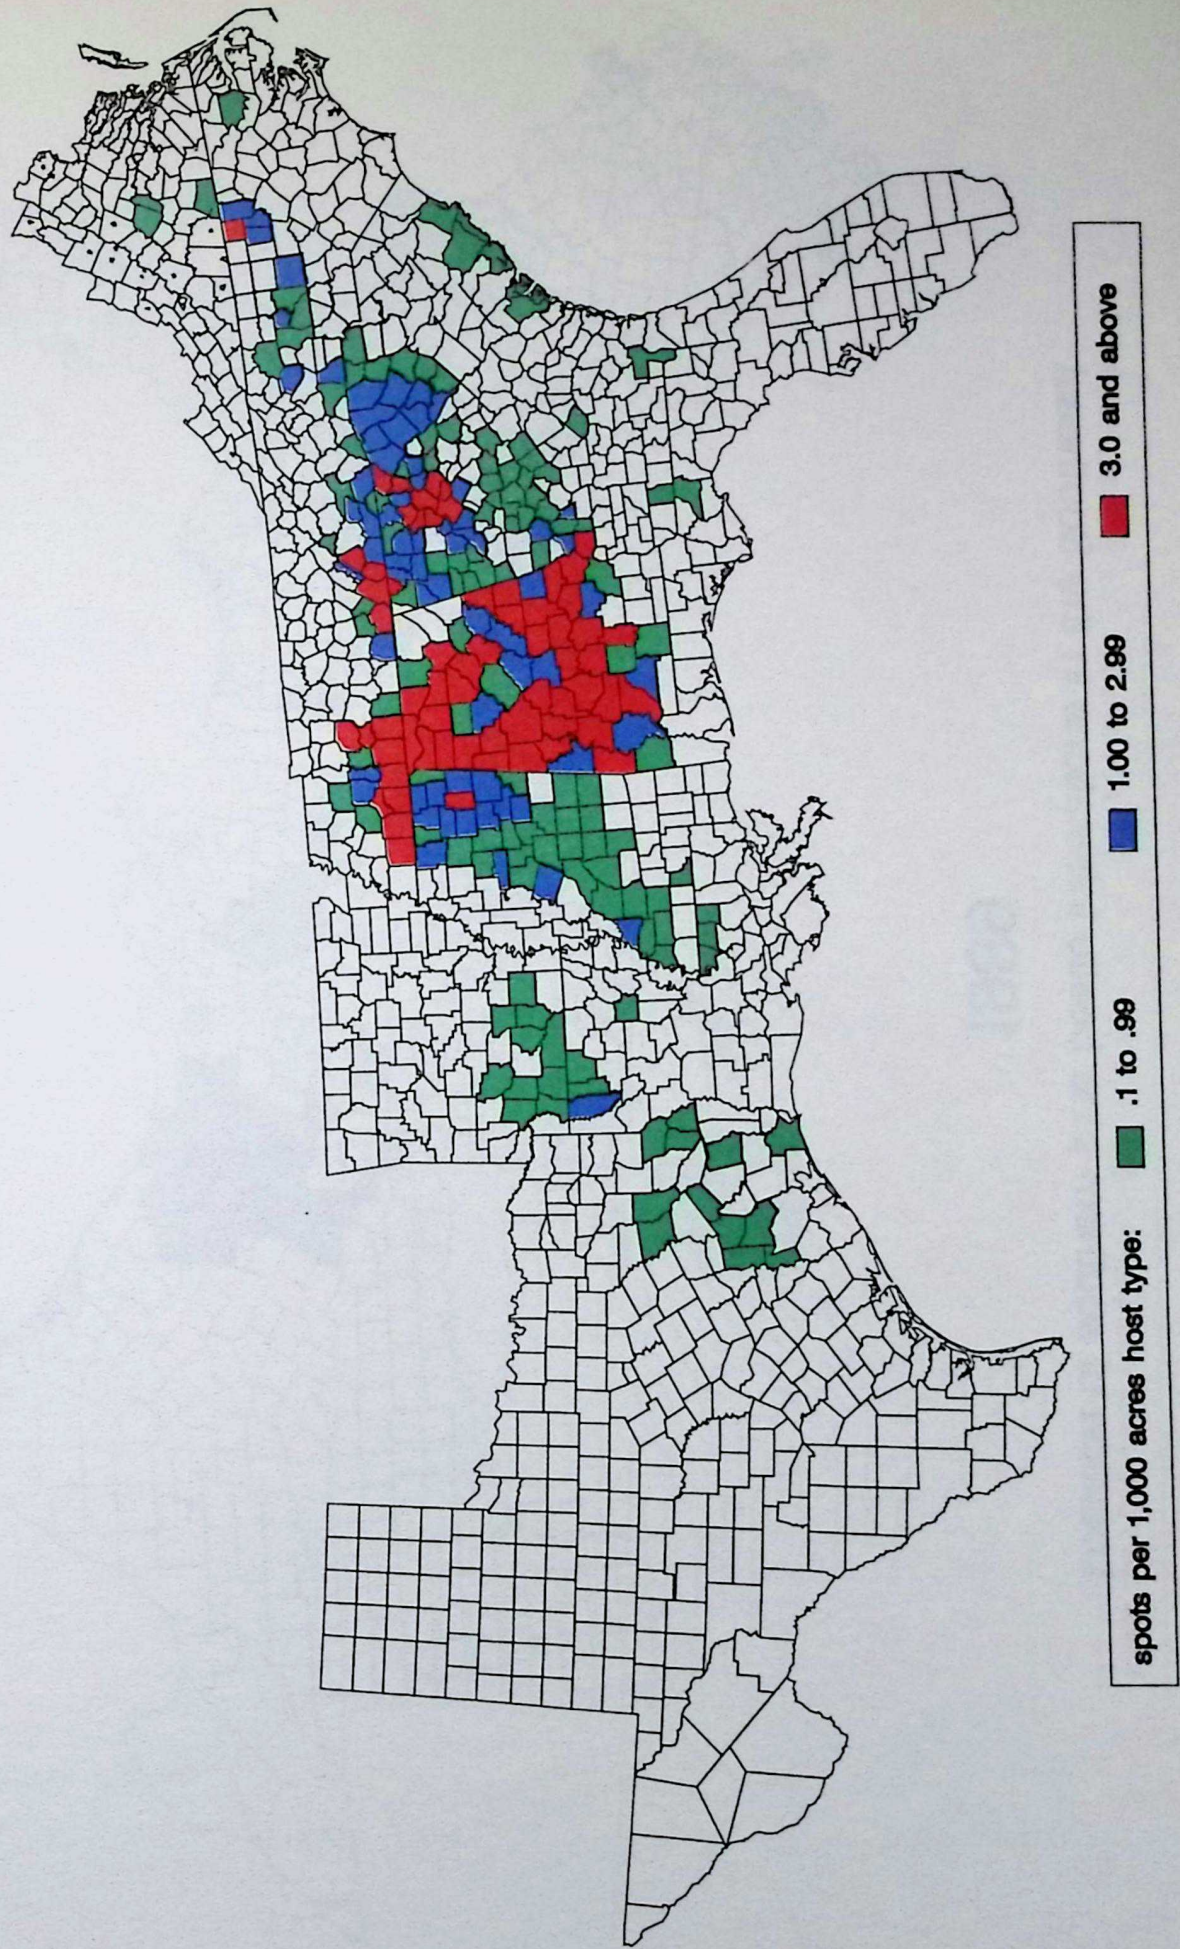 spots per 1,000 acres host type: .1 to .99 1.00 to 2.99 3.0 and above